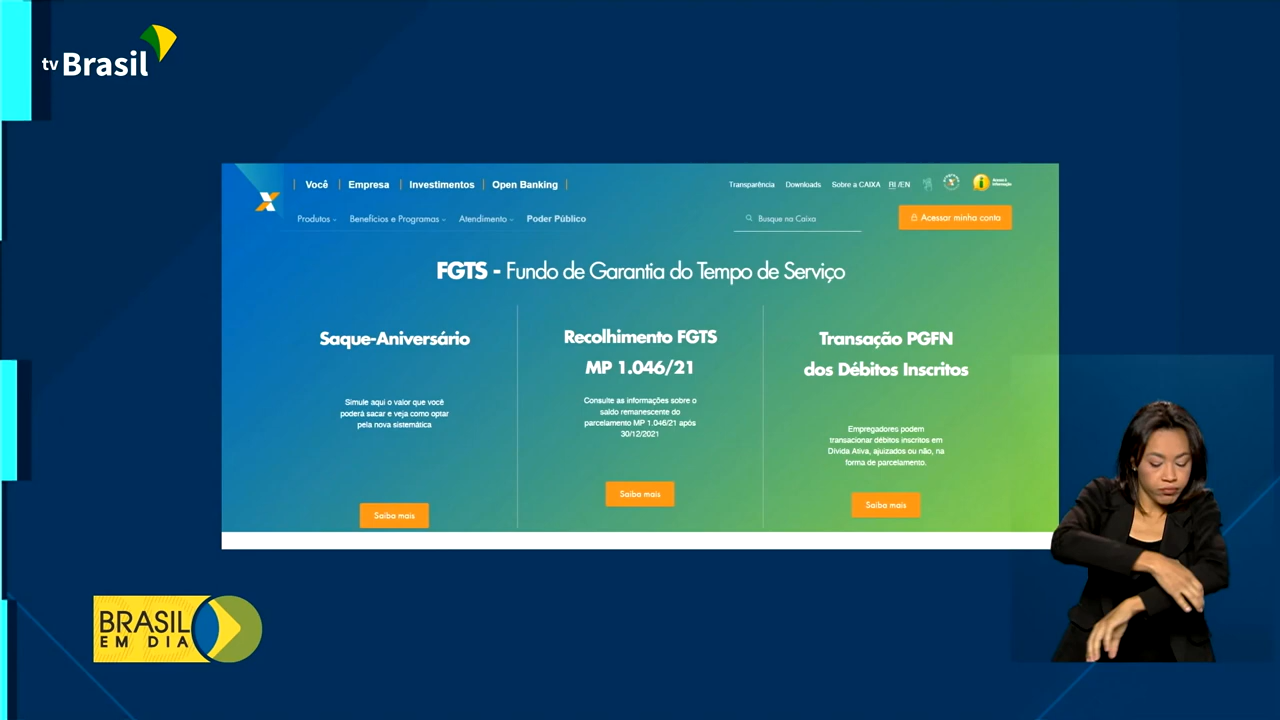 tv Brasil
Você
Empresa
Investimentos
Open Banking
Transparência
Downloads
Sobre a CAIXA
RI /EN
Acesso à
Informação
Produtos
Benefícios e Programas
Atendimento
Poder Público
Busque na Caixa
Acessar minha conta
FGTS - Fundo de Garantia do Tempo de Serviço
Saque-Aniversário
Simule aqui o valor que você
poderá sacar e veja como optar
pela nova sistemática
Saiba mais
Recolhimento FGTS
MP 1.046/21
Consulte as informações sobre o
saldo remanescente do
parcelamento MP 1.046/21 após
30/12/2021
Saiba mais
Transação PGFN
dos Débitos Inscritos
Empregadores podem
transacionar débitos inscritos em
Dívida Ativa, ajuizados ou não, na
forma de parcelamento.
Saiba mais
BRASIL
EM DIA